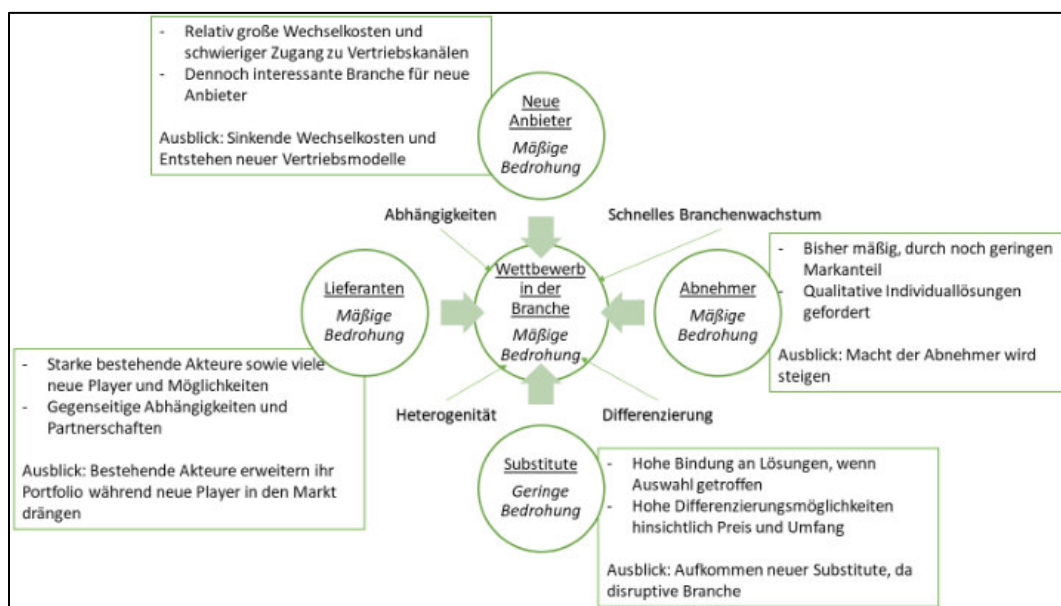 - Relativ große Wechselkosten und
schwieriger Zugang zu Vertriebskanälen
- Dennoch interessante Branche für neue
Anbieter
Ausblick: Sinkende Wechselkosten und
Entstehen neuer Vertriebsmodelle
Neue
Anbieter
Mäßige
Bedrohung
Abhängigkeiten
Schnelles Branchenwachstum
Lieferanten
Mäßige
Bedrohung
Wettbewerb
in der
Branche
Mäßige
Bedrohung
Abnehmer
Mäßige
Bedrohung
- Bisher mäßig, durch noch geringen
Markanteil
- Qualitative Individuallösungen
gefordert
Ausblick: Macht der Abnehmer wird
steigen
- Starke bestehende Akteure sowie viele
neue Player und Möglichkeiten
- Gegenseitige Abhängigkeiten und
Partnerschaften
Ausblick: Bestehende Akteure erweitern ihr
Portfolio während neue Player in den Markt
drängen
Heterogenität
Differenzierung
Substitute
Geringe
Bedrohung
- Hohe Bindung an Lösungen, wenn
Auswahl getroffen
- Hohe Differenzierungsmöglichkeiten
hinsichtlich Preis und Umfang
Ausblick: Aufkommen neuer Substitute, da
disruptive Branche